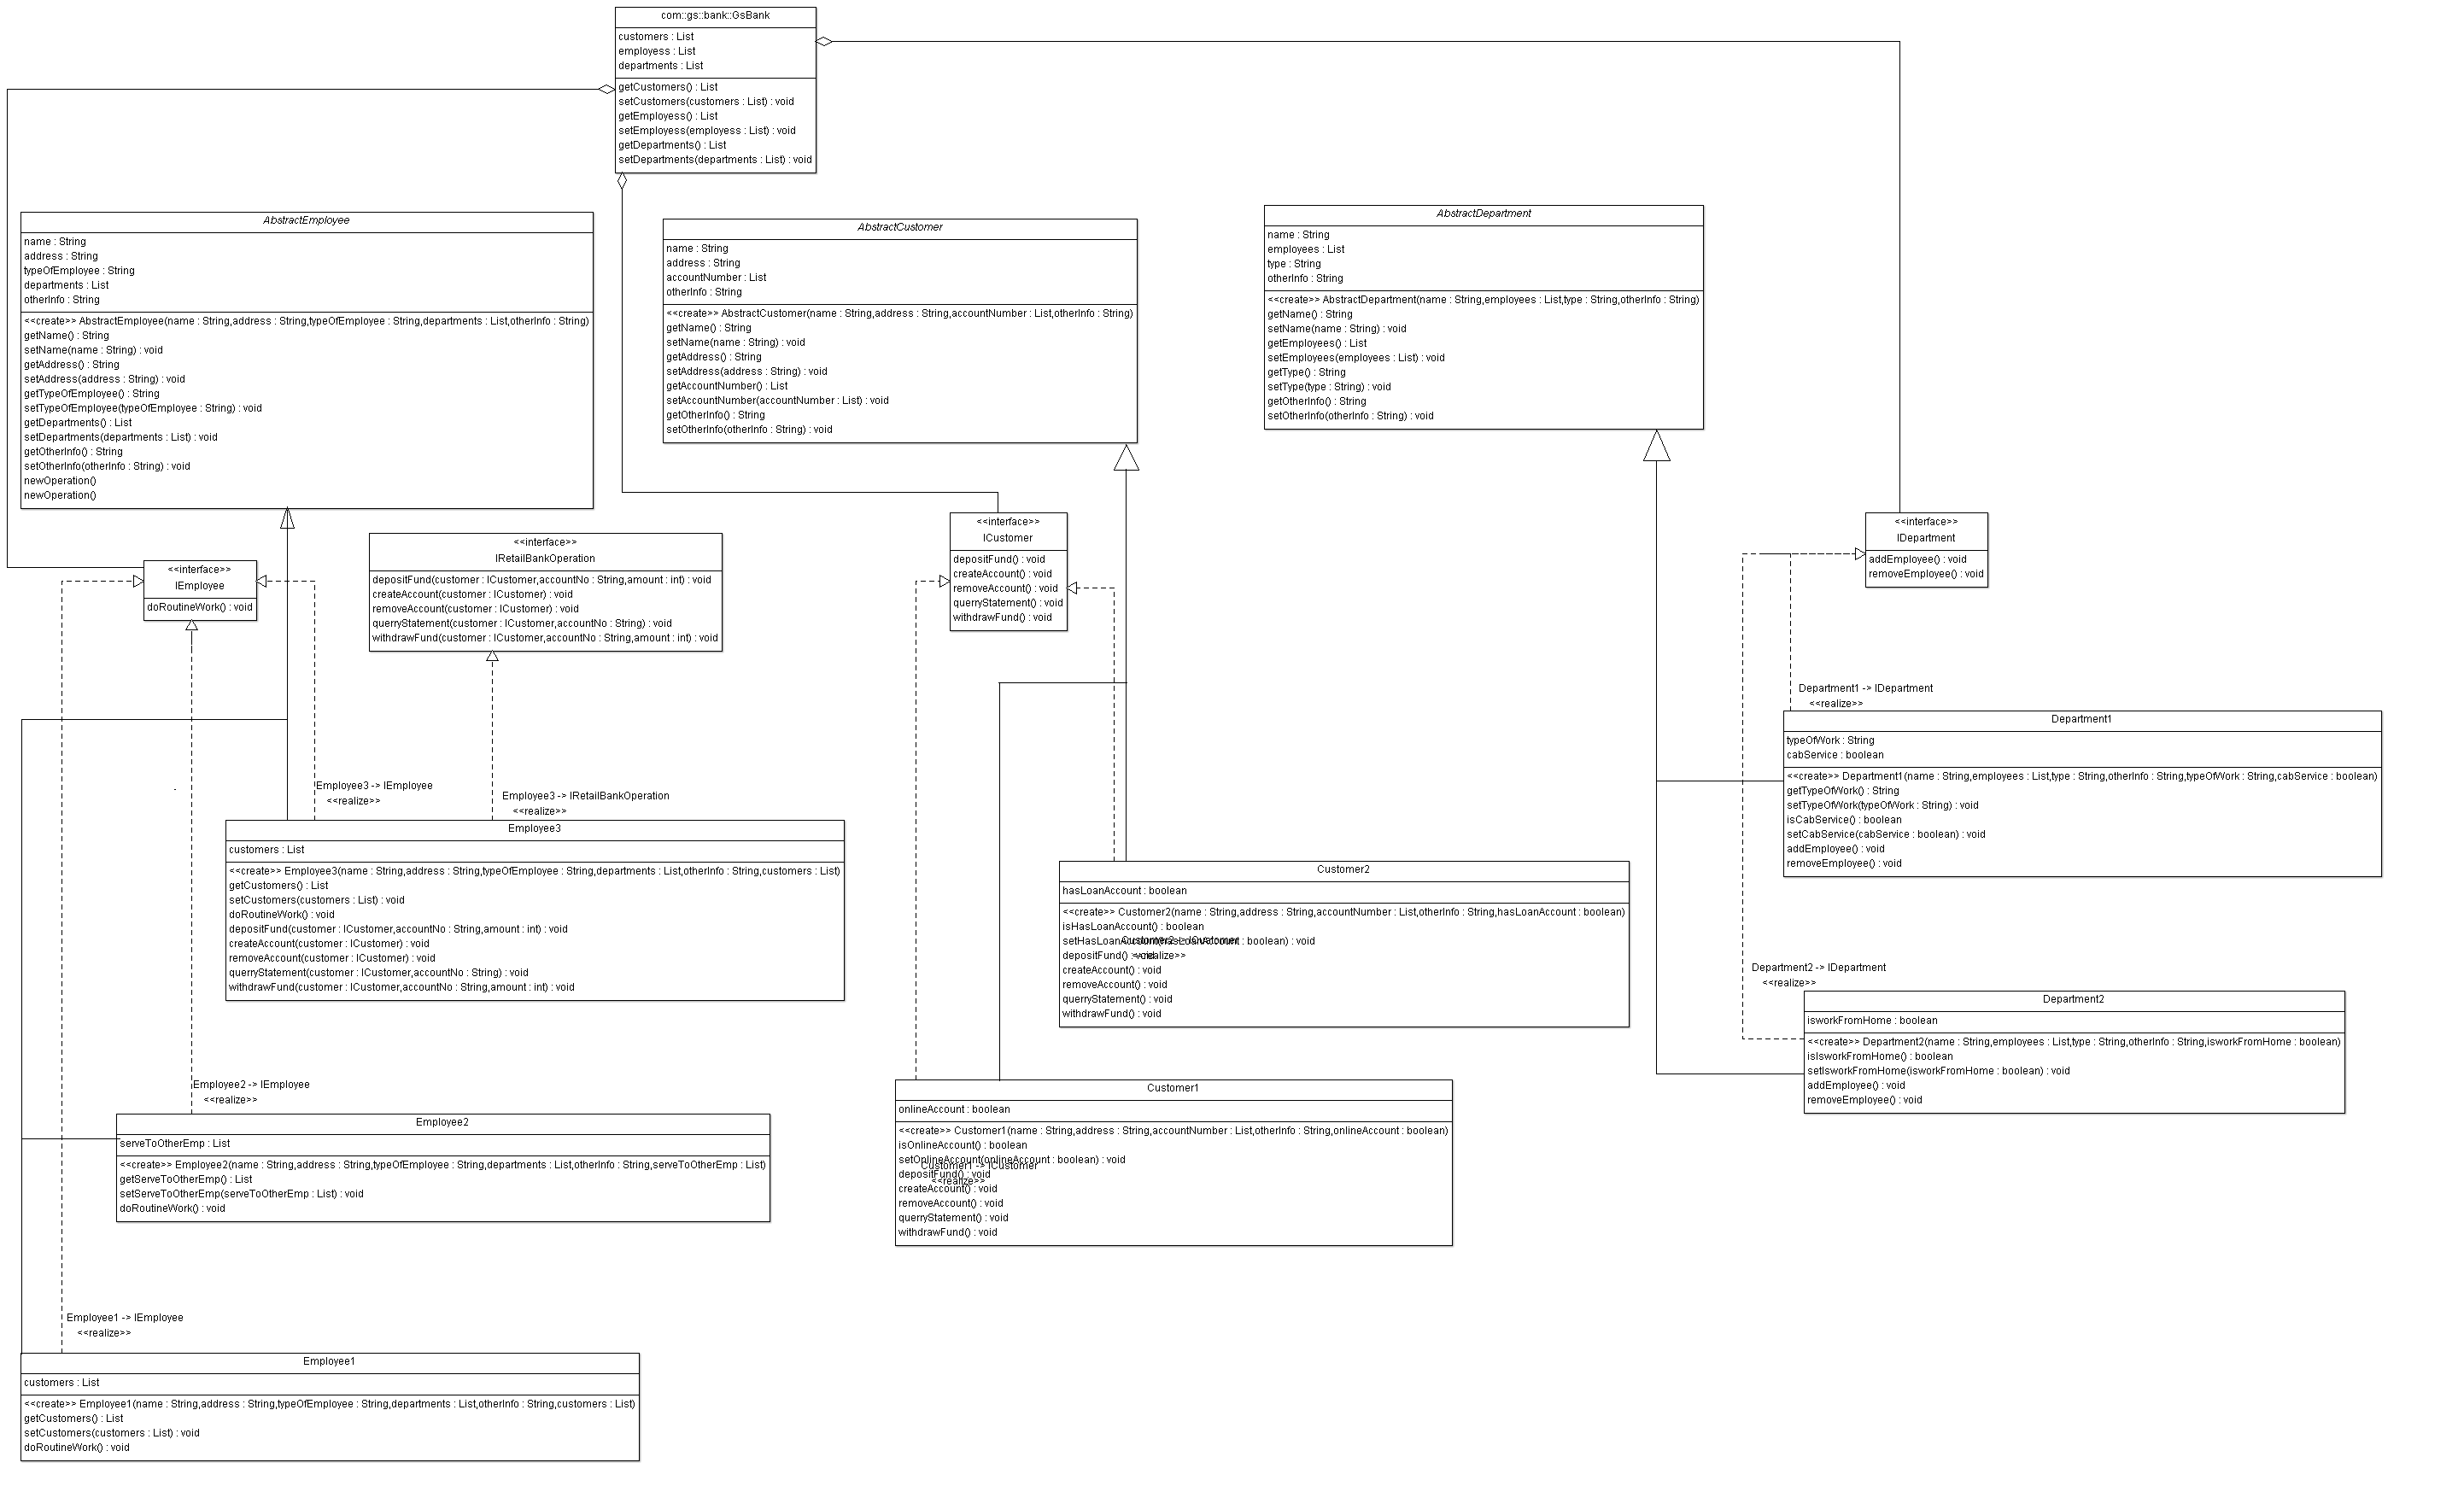 com::gs::bank::GsBank
customers : List
employess : List
departments : List
getCustomers() : List
setCustomers(customers : List) : void
getEmployess() : List
setEmployess(employess : List) : void
getDepartments() : List
setDepartments(departments : List) : void
AbstractEmployee
name : String
address : String
typeOfEmployee : String
departments : List
otherInfo : String
<<create>> AbstractEmployee(name : String,address : String,typeOfEmployee : String,departments : List,otherInfo : String)
getName() : String
setName(name : String) : void
getAddress() : String
setAddress(address : String) : void
getTypeOfEmployee() : String
setTypeOfEmployee(typeOfEmployee : String) : void
getDepartments() : List
setDepartments(departments : List) : void
getOtherInfo() : String
setOtherInfo(otherInfo : String) : void
newOperation()
newOperation()
AbstractCustomer
name : String
address : String
accountNumber : List
otherInfo : String
<<create>> AbstractCustomer(name : String,address : String,accountNumber : List,otherInfo : String)
getName() : String
setName(name : String) : void
getAddress() : String
setAddress(address : String) : void
getAccountNumber() : List
setAccountNumber(accountNumber : List) : void
getOtherInfo() : String
setOtherInfo(otherInfo : String) : void
AbstractDepartment
name : String
employees : List
type : String
otherInfo : String
<<create>> AbstractDepartment(name : String,employees : List,type : String,otherInfo : String)
getName() : String
setName(name : String) : void
getEmployees() : List
setEmployees(employees : List) : void
getType() : String
setType(type : String) : void
getOtherInfo() : String
setOtherInfo(otherInfo : String) : void
<<interface>>
IEmployee
doRoutineWork() : void
<<interface>>
IRetailBankOperation
depositFund(customer : ICustomer,accountNo : String,amount : int) : void
createAccount(customer : ICustomer) : void
removeAccount(customer : ICustomer) : void
querryStatement(customer : ICustomer,accountNo : String) : void
withdrawFund(customer : ICustomer,accountNo : String,amount : int) : void
<<interface>>
ICustomer
depositFund() : void
createAccount() : void
removeAccount() : void
querryStatement() : void
withdrawFund() : void
<<interface>>
IDepartment
addEmployee() : void
removeEmployee() : void
Department1 -> IDepartment
<<realize>>
Department1
typeOfWork : String
cabService : boolean
<<create>> Department1(name : String,employees : List,type : String,otherInfo : String,typeOfWork : String,cabService : boolean)
getTypeOfWork() : String
setTypeOfWork(typeOfWork : String) : void
isCabService() : boolean
setCabService(cabService : boolean) : void
addEmployee() : void
removeEmployee() : void
Employee3 -> IEmployee
<<realize>>
Employee3 -> IRetailBankOperation
<<realize>>
Employee3
customers : List
<<create>> Employee3(name : String,address : String,typeOfEmployee : String,departments : List,otherInfo : String,customers : List)
getCustomers() : List
setCustomers(customers : List) : void
doRoutineWork() : void
depositFund(customer : ICustomer,accountNo : String,amount : int) : void
createAccount(customer : ICustomer) : void
removeAccount(customer : ICustomer) : void
querryStatement(customer : ICustomer,accountNo : String) : void
withdrawFund(customer : ICustomer,accountNo : String,amount : int) : void
Customer2
hasLoanAccount : boolean
<<create>> Customer2(name : String,address : String,accountNumber : List,otherInfo : String,hasLoanAccount : boolean)
isHasLoanAccount() : boolean
setHasLoanAccount(hasLoanAccount : boolean) : void
Customer2 -> ICustomer
depositFund() : void
<<realize>>
createAccount() : void
removeAccount() : void
querryStatement() : void
withdrawFund() : void
Department2 -> IDepartment
<<realize>>
Department2
isworkFromHome : boolean
<<create>> Department2(name : String,employees : List,type : String,otherInfo : String,isworkFromHome : boolean)
isIsworkFromHome() : boolean
setIsworkFromHome(isworkFromHome : boolean) : void
addEmployee() : void
removeEmployee() : void
Employee2 -> IEmployee
<<realize>>
Employee2
serveToOtherEmp : List
<<create>> Employee2(name : String,address : String,typeOfEmployee : String,departments : List,otherInfo : String,serveToOtherEmp : List)
getServeToOtherEmp() : List
setServeToOtherEmp(serveToOtherEmp : List) : void
doRoutineWork() : void
Customer1
onlineAccount : boolean
<<create>> Customer1(name : String,address : String,accountNumber : List,otherInfo : String,onlineAccount : boolean)
isOnlineAccount() : boolean
setOnlineAccount(onlineAccount : boolean) : void
Customer1 -> ICustomer
depositFund() : void
<<realize>>
createAccount() : void
removeAccount() : void
querryStatement() : void
withdrawFund() : void
Employee1 -> IEmployee
<<realize>>
Employee1
customers : List
<<create>> Employee1(name : String,address : String,typeOfEmployee : String,departments : List,otherInfo : String,customers : List)
getCustomers() : List
setCustomers(customers : List) : void
doRoutineWork() : void